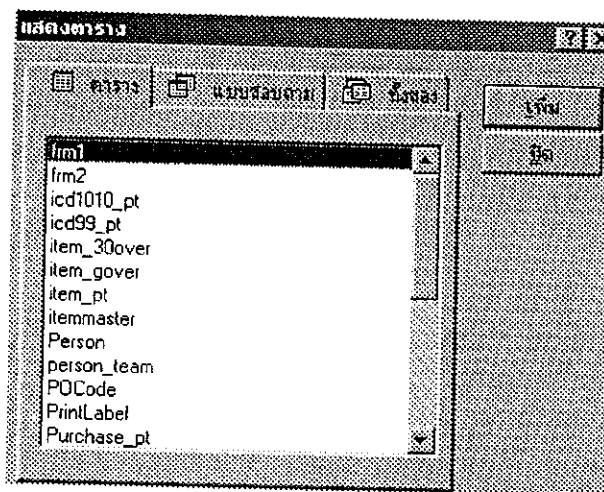 แสดงตาราง
ตาราง แบบสอบถาม ทั้งสอง
เพิ่ม
ปิด
frm1
frm2
icd1010_pt
icd99_pt
item_30over
item_gover
item_pt
itemmaster
Person
person_team
POCode
PrintLabel
Purchase_pt